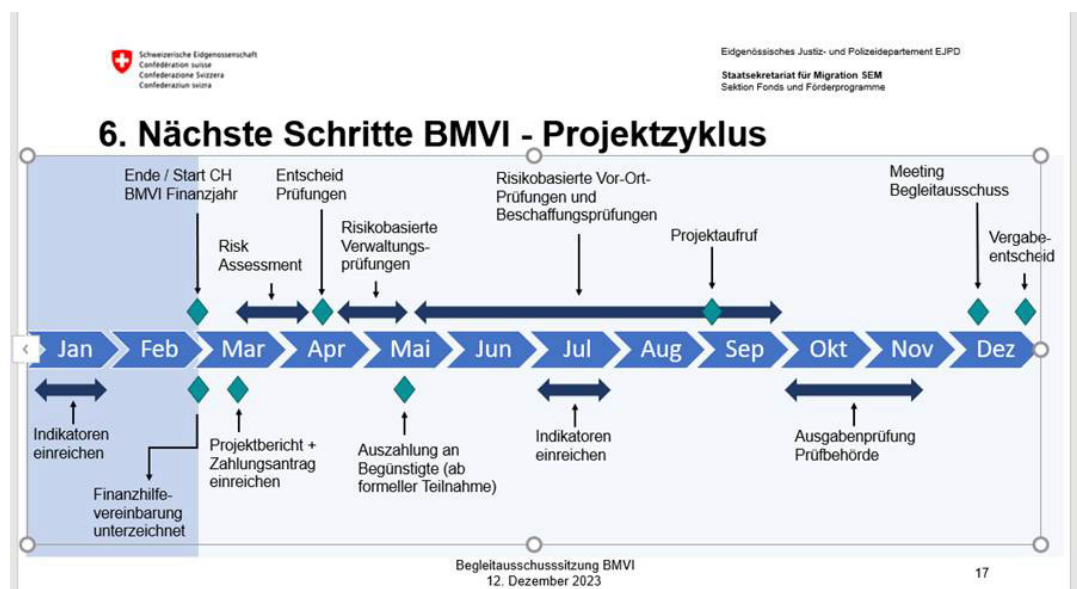 Schweizerische Eidgenossenschaft
Confédération suisse
Confederazione Svizzera
Confederaziun svizra
Eidgenössisches Justiz- und Polizeidepartement EJPD
Staatsekretariat für Migration SEM
Sektion Fonds und Förderprogramme
6. Nächste Schritte BMVI - Projektzyklus
Ende / Start CH
BMVI Finanzjahr
Entscheid
Prüfungen
Risikobasierte Vor-Ort-
Prüfungen und
Beschaffungsprüfungen
Meeting
Begleitausschuss
Risk
Assessment
Risikobasierte
Verwaltungs-
prüfungen
Projektaufruf
Vergabe-
entscheid
Jan
Feb
Mar
Apr
Mai
Jun
Jul
Aug
Sep
Okt
Nov
Dez
Indikatoren
einreichen
Finanzhilfe-
vereinbarung
unterzeichnet
Projektbericht +
Zahlungsantrag
einreichen
Auszahlung an
Begünstigte (ab
formeller Teilnahme)
Indikatoren
einreichen
Ausgabenprüfung
Prüfbehörde
Begleitausschusssitzung BMVI
12. Dezember 2023
17